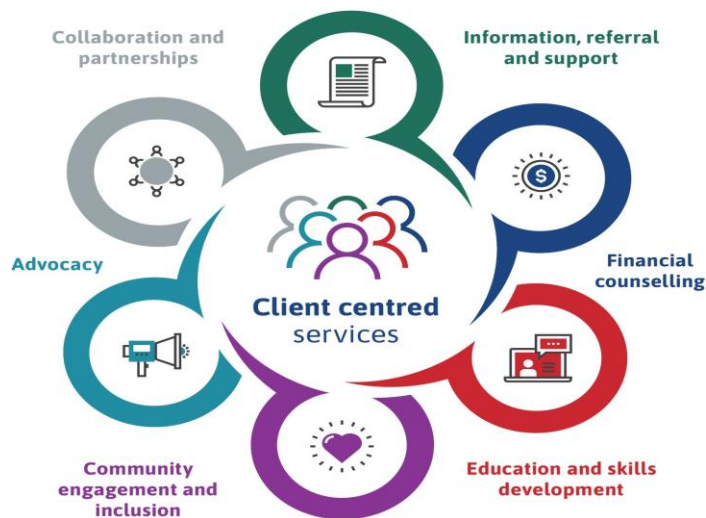 Collaboration and
partnerships
Information, referral
and support
$
Advocacy
Client centred
services
Financial
counselling
Community
engagement and
inclusion
Education and skills
development